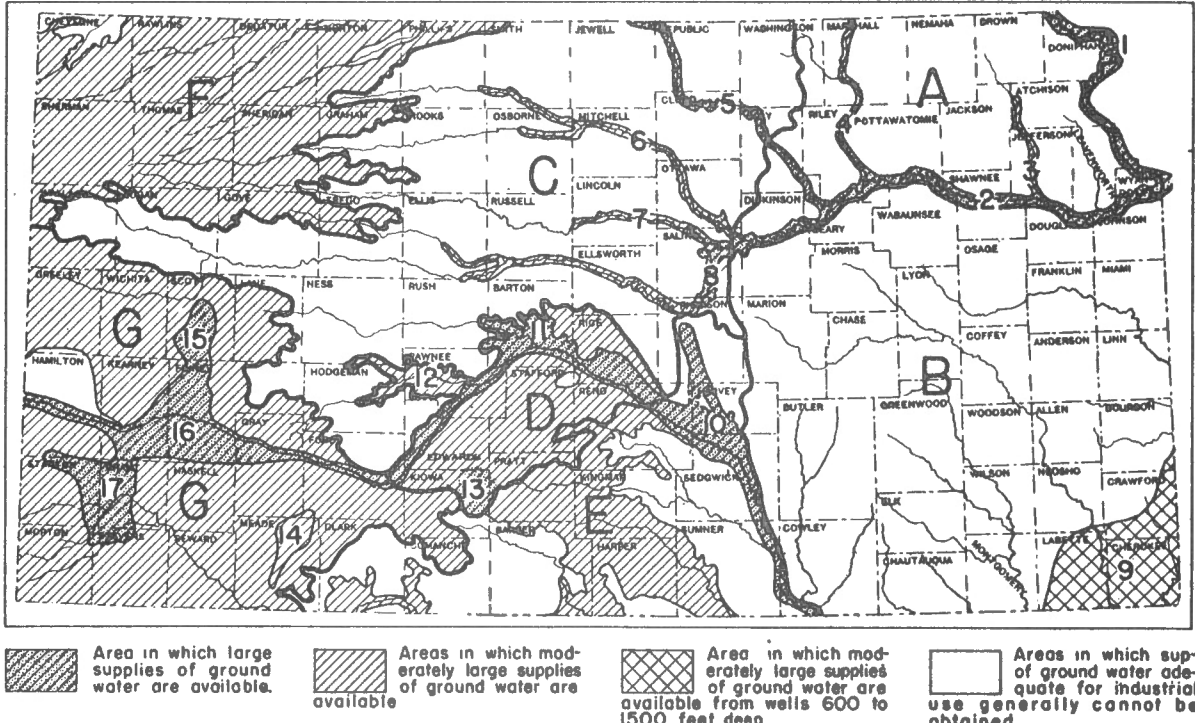 CHEYENNE
RAWLINS
DECATUR
NORTON
PHILLIPS
SMITH
JEWELL
PUBLIC
WASHINGTON
MARSHALL
NEMAHA
BROWN
DONIPHAN
1
SHERMAN
THOMAS
SHERIDAN
GRAHAM
ROOKS
OSBORNE
MITCHELL
5
RILEY
4
POTTAWATOMIE
JACKSON
ATCHISON
JEFFERSON
F
A
6
C
LINCOLN
OTTAWA
3
SHAWNEE
2
GOVE
TREGO
ELLIS
RUSSELL
7
SALINE
DICKINSON
GEARY
WABAUNSEE
DOUGLAS
JOHNSON
MORRIS
OSAGE
ELLSWORTH
8
GREELEY
WICHITA
SCOTT
LANE
NESS
RUSH
BARTON
MARION
LYON
FRANKLIN
MIAMI
G
15
11
RICE
CHASE
COFFEY
ANDERSON
LINN
HAMILTON
KEARNEY
FINNEY
HODGEMAN
PAWNEE
12
STAFFORD
RENO
D
10
BUTLER
GREENWOOD
B
WOODSON
ALLEN
BOURBON
16
GRAY
FORD
EDWARDS
PRATT
KINGMAN
SEDGWICK
STANTON
HASKELL
KIOWA
WILSON
NEOSHO
CRAWFORD
17
G
13
ELK
MORTON
SEWARD
MEADE
14
CLARK
COMANCHE
BARBER
E
HARPER
SUMNER
COWLEY
CHAUTAUQUA
MONTGOMERY
LABETTE
CHEROKEE
9
Area in which large
supplies of ground
water are available.
Areas in which mod-
erately large supplies
of ground water are
available
Area in which mod-
erately large supplies
of ground water are
available from wells 600 to
1500 feet deep
Areas in which sup-
of ground water ade-
quate for industrial
use generally cannot be
obtained